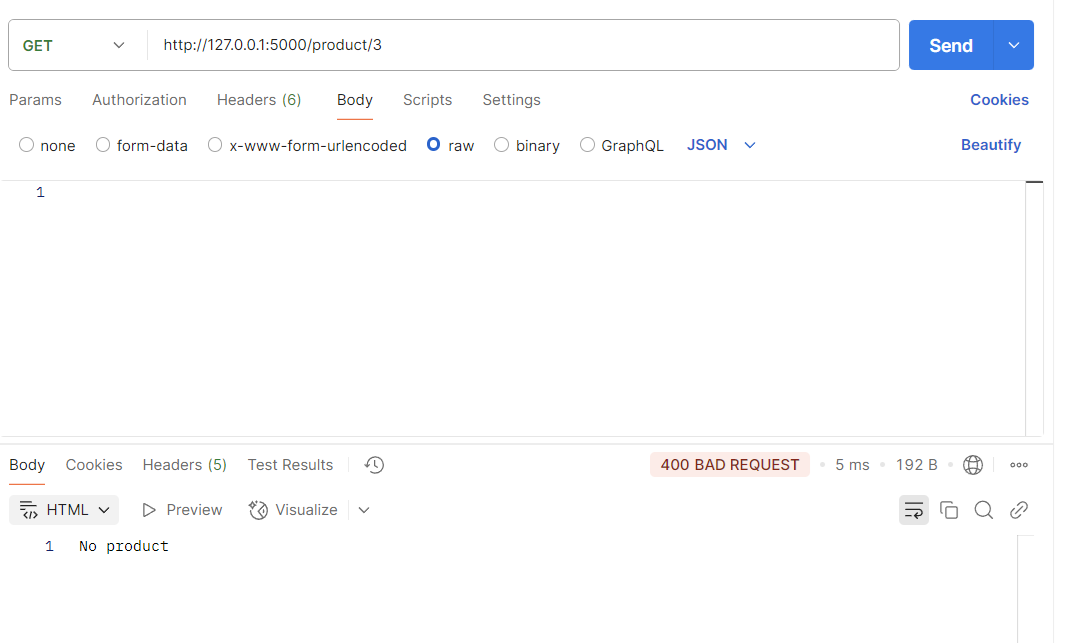 GET http://127.0.0.1:5000/product/3 Send
Params Authorization Headers (6) Body Scripts Settings Cookies
none form-data x-www-form-urlencoded raw binary GraphQL JSON Beautify
1
Body Cookies Headers (5) Test Results 400 BAD REQUEST 5 ms 192 B
HTML Preview Visualize
1 No product